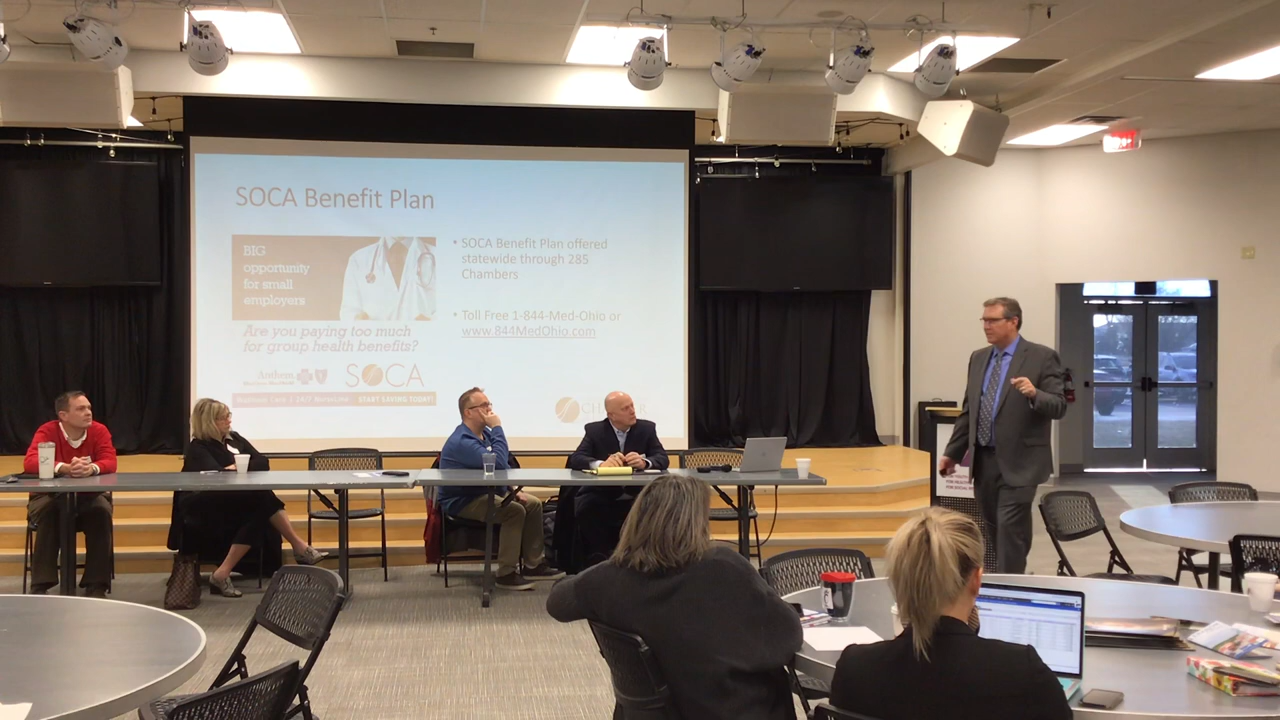 SOCA Benefit Plan
BIG
opportunity
for small
employers
Are you paying too much
for group health benefits?
Anthem
SOCA
START SAVING TODAY!
• SOCA Benefit Plan offered
statewide through 285
Chambers
• Toll Free 1-844-Med-Ohio or
www.844MedOhio.com
EXIT